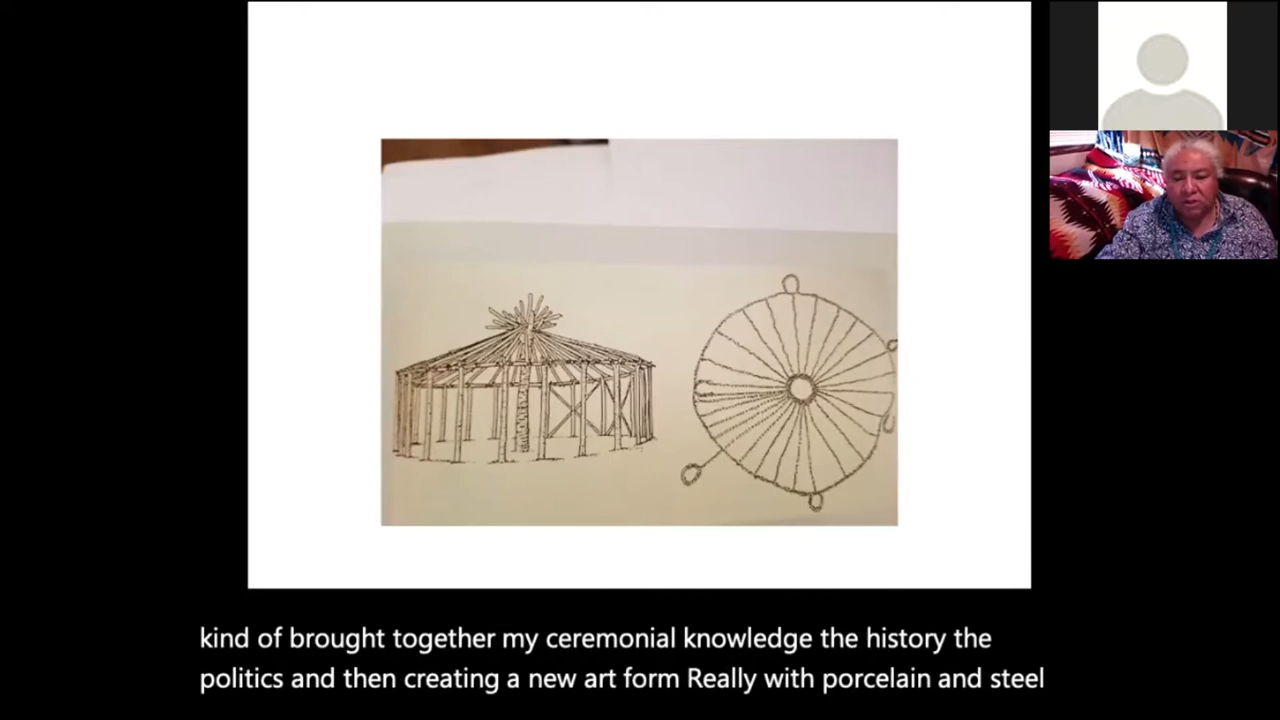 kind of brought together my ceremonial knowledge the history the
politics and then creating a new art form Really with porcelain and steel